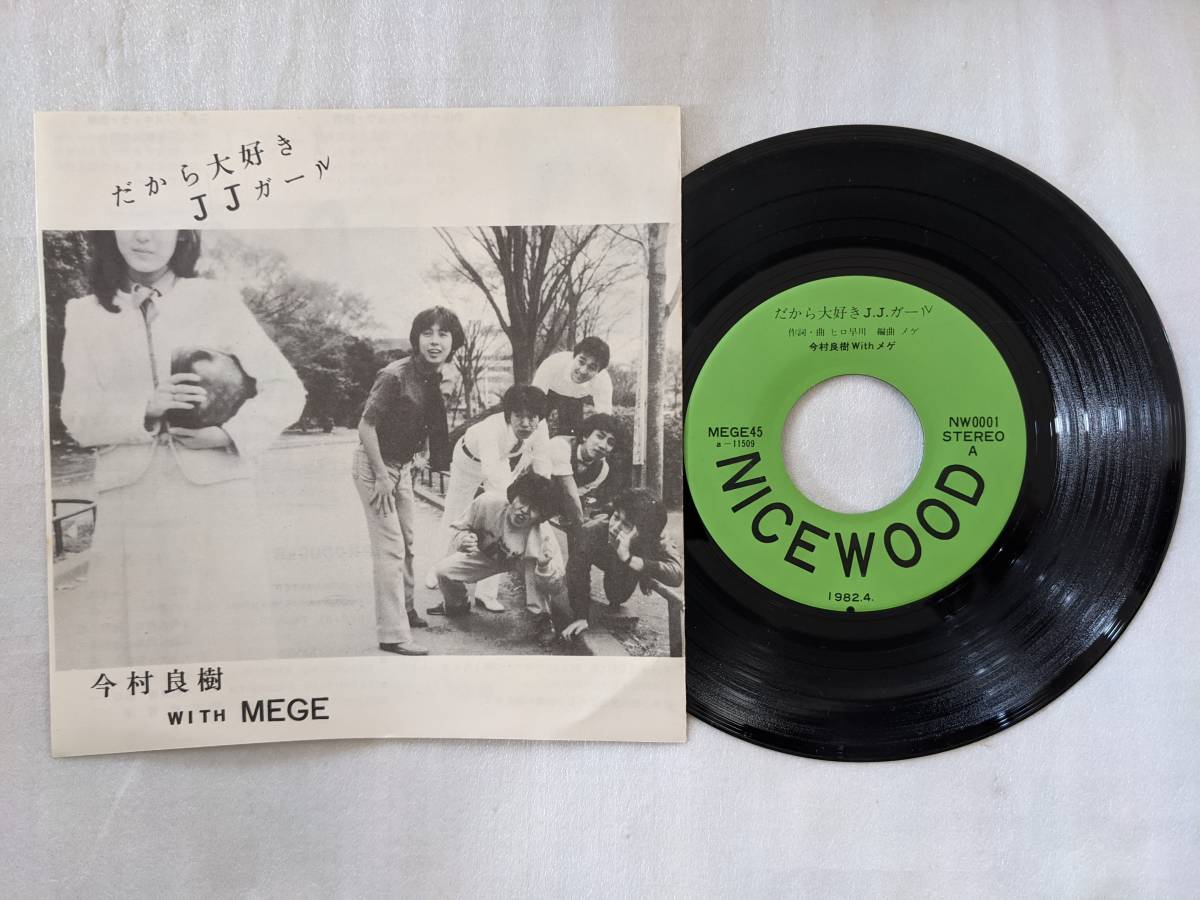 だから大好き
JJガール
今村良樹
WITH MEGE
だから大好きJ.J.ガール
作詞・曲 ヒロ早川 編曲 メゲ
今村良樹Withメゲ
MEGE45
a-11509
NW0001
STEREO
A
NICEWOOD
1982.4.